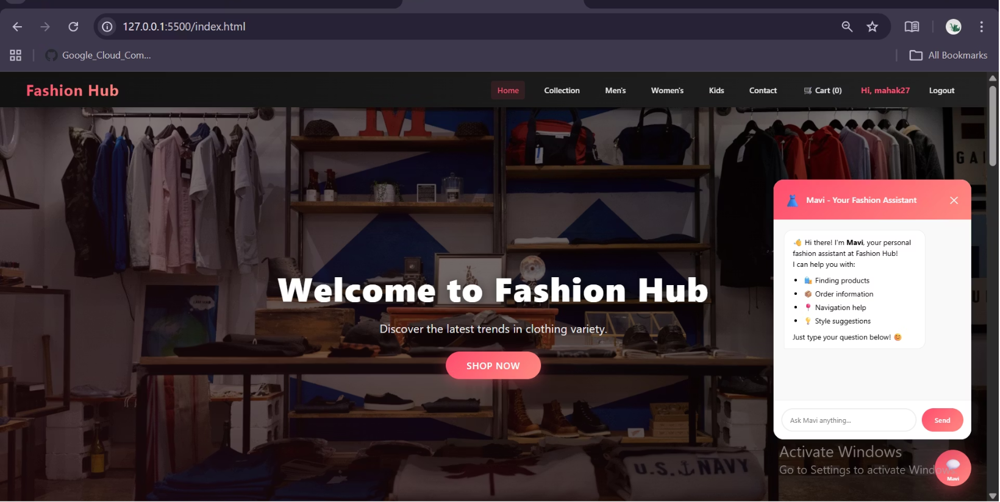 127.0.0.1:5500/index.html
Google_Cloud_Com...
All Bookmarks
Fashion Hub
Home
Collection
Men's
Women's
Kids
Contact
🛒 Cart (0)
Hi, mahak27
Logout
M
GA
Welcome to Fashion Hub
Discover the latest trends in clothing variety.
SHOP NOW
U.S. NAVY
👗 Mavi - Your Fashion Assistant
👋 Hi there! I'm Mavi, your personal
fashion assistant at Fashion Hub!
I can help you with:
• 🛍️ Finding products
• 📦 Order information
• 📍 Navigation help
• 💡 Style suggestions
Just type your question below! 😊
Ask Mavi anything...
Send
Activate Windows
Go to Settings to activate Windows.
Mavi